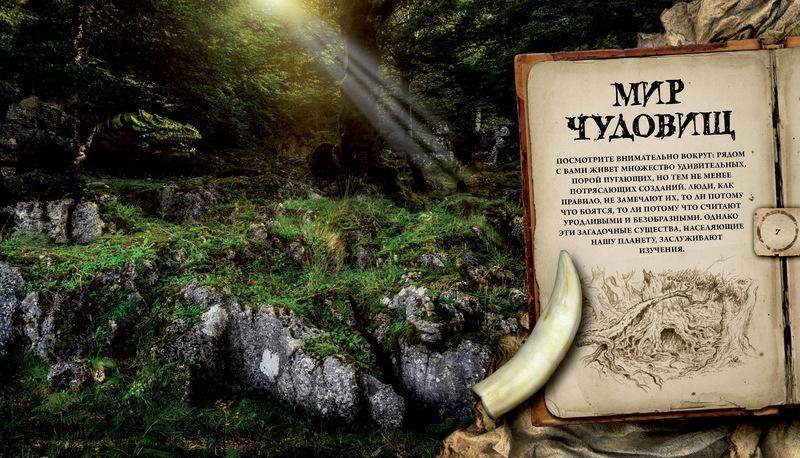 МИР
ЧУДОВИЩ
ПОСМОТРИТЕ ВНИМАТЕЛЬНО ВОКРУГ: РЯДОМ
С ВАМИ ЖИВЕТ МНОЖЕСТВО УДИВИТЕЛЬНЫХ,
ПОРОЙ ПУГАЮЩИХ, НО ТЕМ НЕ МЕНЕЕ
ПОТРЯСАЮЩИХ СОЗДАНИЙ. ЛЮДИ, КАК
ПРАВИЛО, НЕ ЗАМЕЧАЮТ ИХ, ТО ЛИ ПОТОМУ
ЧТО БОЯТСЯ, ТО ЛИ ПОТОМУ ЧТО СЧИТАЮТ
УРОДЛИВЫМИ И БЕЗОБРАЗНЫМИ. ОДНАКО
ЭТИ ЗАГАДОЧНЫЕ СУЩЕСТВА, НАСЕЛЯЮЩИЕ
НАШУ ПЛАНЕТУ, ЗАСЛУЖИВАЮТ
ИЗУЧЕНИЯ.
7